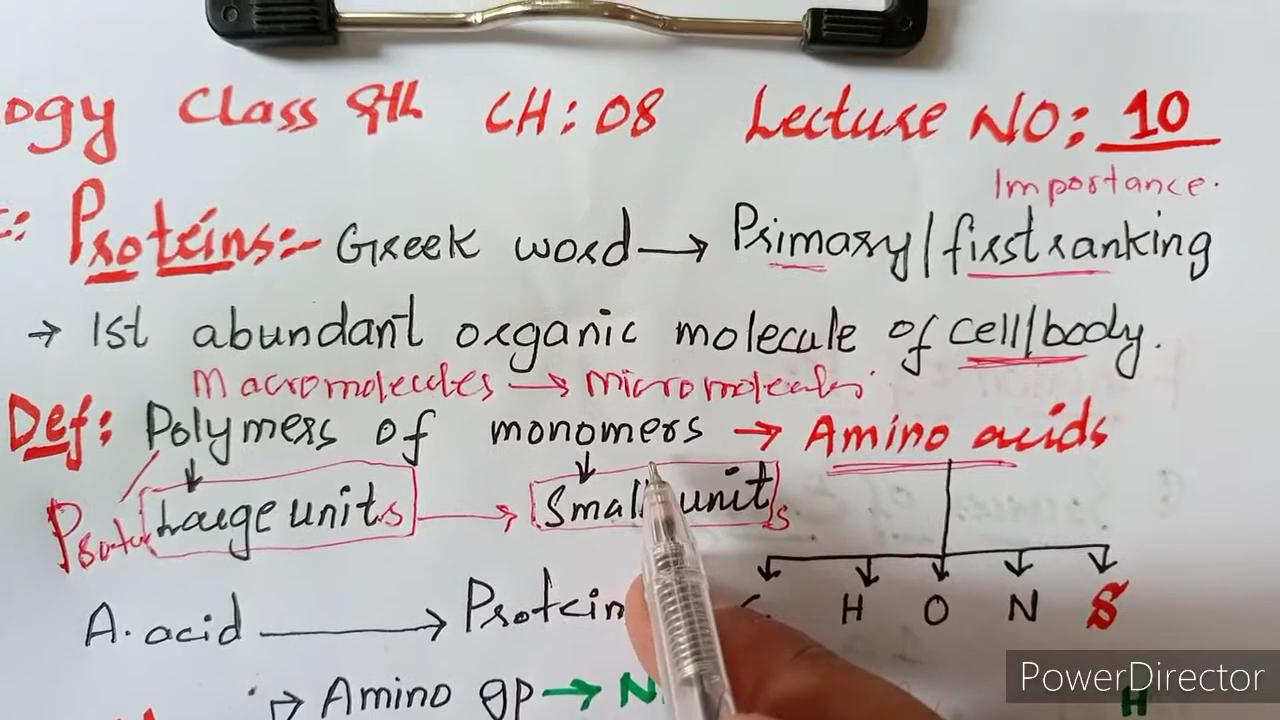 ogy Class 9th CH: 08 Lecture NO: 10
Importance.
Proteins:- Greek word → Primary/first ranking
→ 1st abundant organic molecule of cell/body.
Macromolecules → micromolecules.
Def: Polymers of monomers → Amino acids
Large units → Small units
C H O N S
A. acid → Protein
Amino gp → N
H
PowerDirector